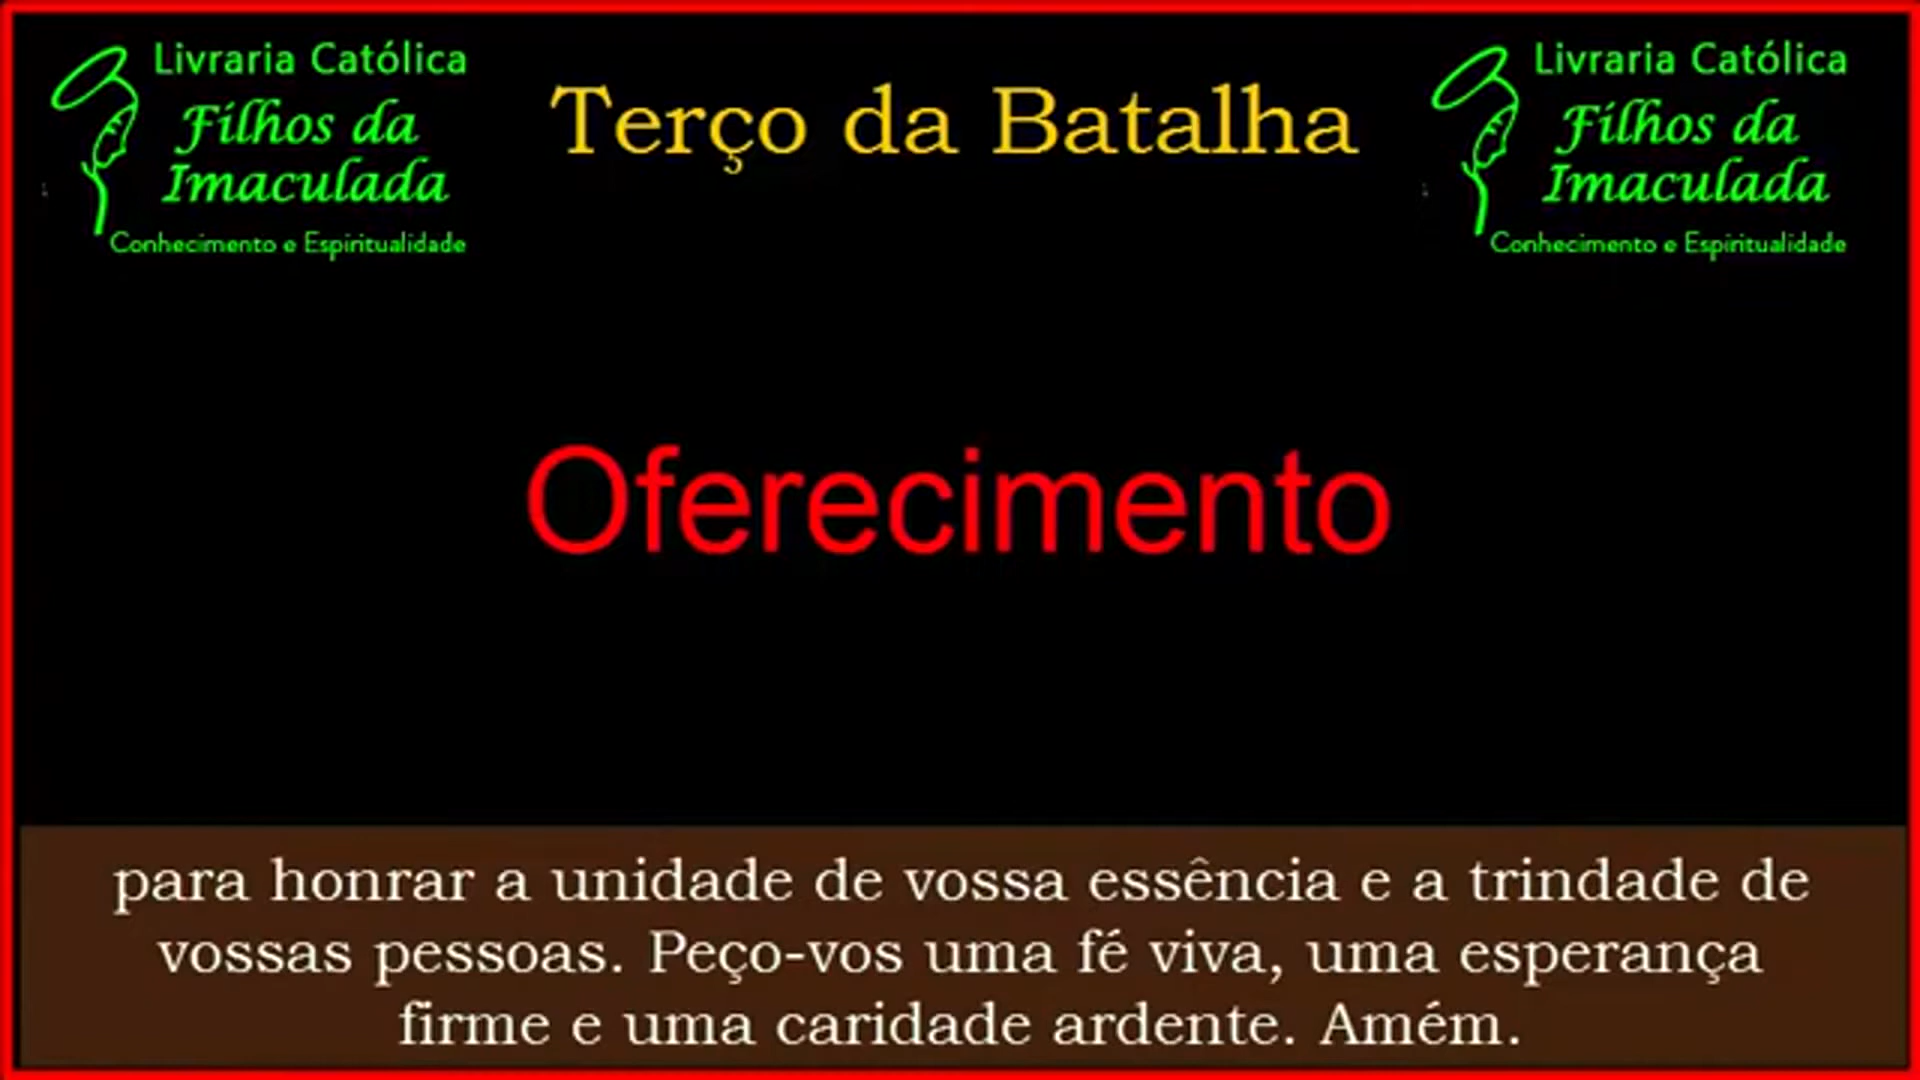 Livraria Católica
Filhos da
Imaculada
Conhecimento e Espiritualidade
Terço da Batalha
Livraria Católica
Filhos da
Imaculada
Conhecimento e Espiritualidade
Oferecimento
para honrar a unidade de vossa essência e a trindade de
vossas pessoas. Peço-vos uma fé viva, uma esperança
firme e uma caridade ardente. Amém.